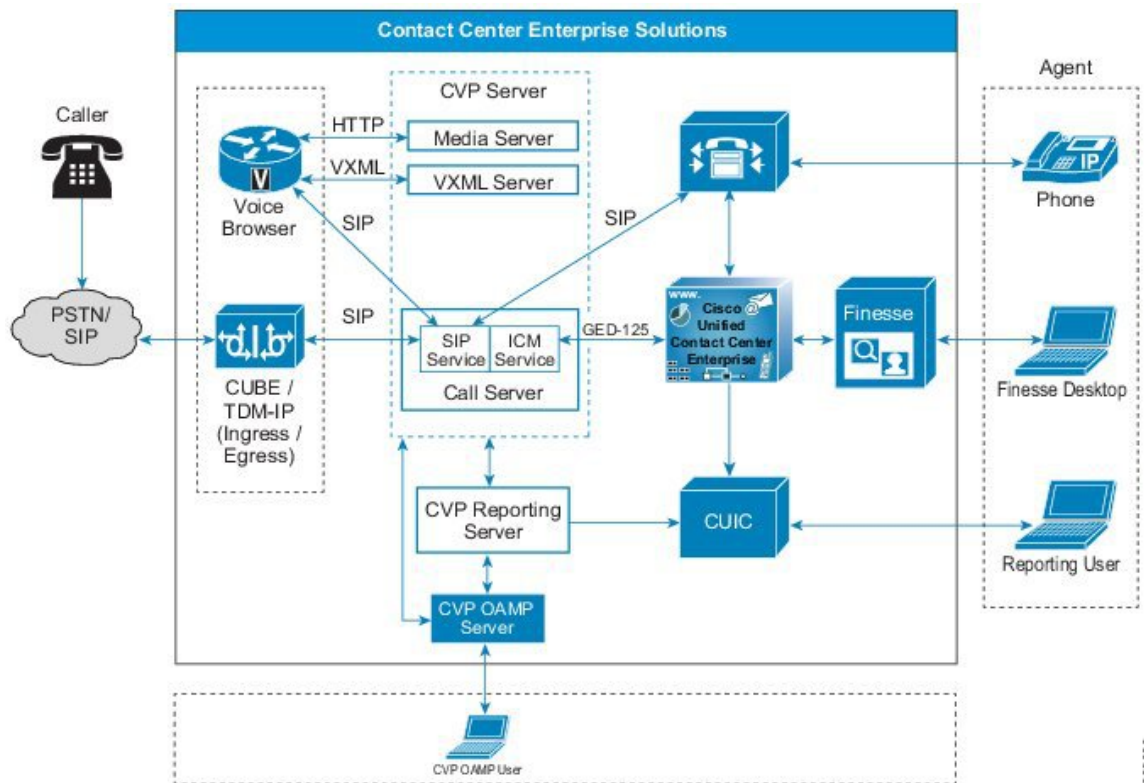 Contact Center Enterprise Solutions
Caller
PSTN/
SIP
V
Voice
Browser
CUBE /
TDM-IP
(Ingress /
Egress)
HTTP
VXML
SIP
SIP
SIP
CVP Server
Media Server
VXML Server
SIP
Service
ICM
Service
Call Server
GED-125
www.
Cisco
Unified
Contact Center
Enterprise
Finesse
CVP Reporting
Server
CUIC
CVP OAMP
Server
CVP OAMP User
Agent
IP
Phone
Finesse Desktop
Reporting User